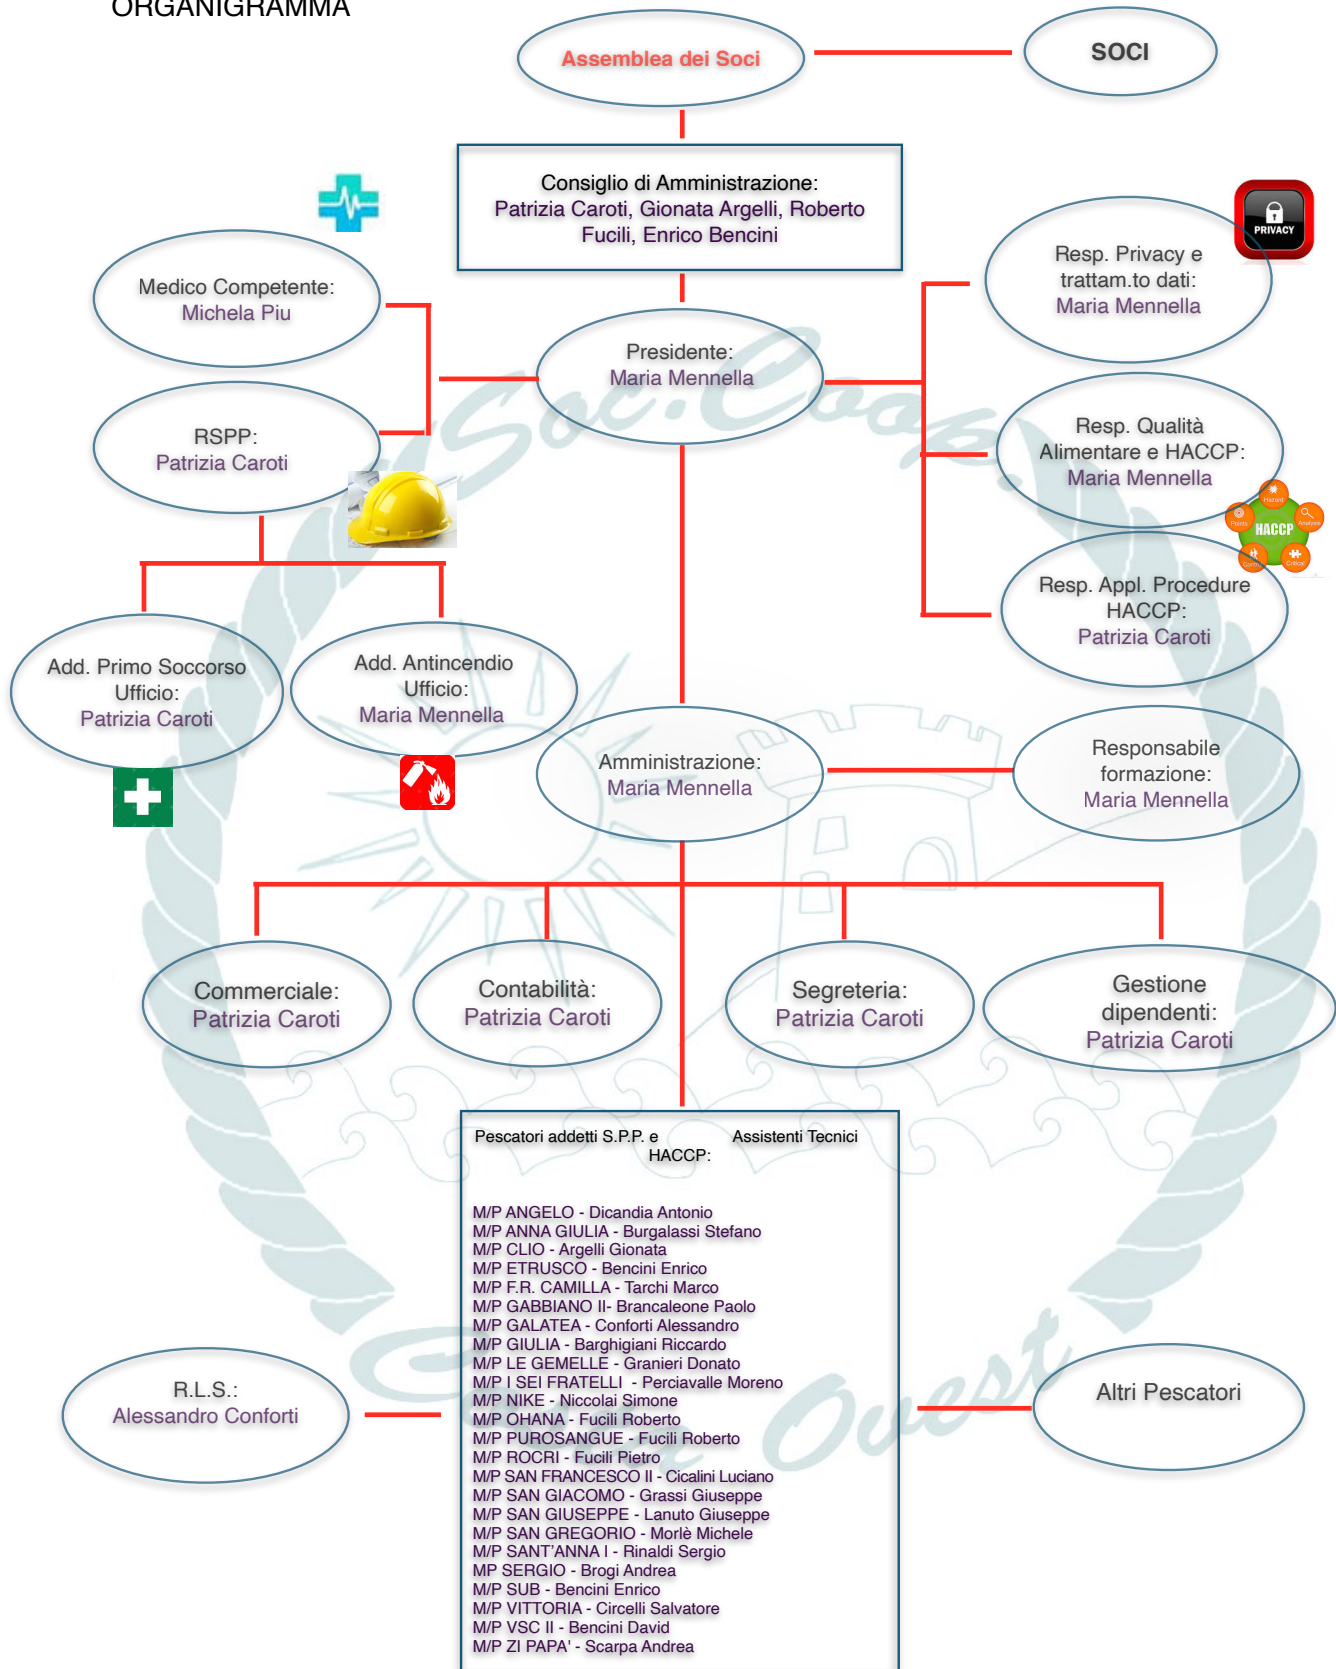 ORGANIGRAMMA
Assemblea dei Soci
SOCI
Consiglio di Amministrazione:
Patrizia Caroti, Gionata Argelli, Roberto
Fucili, Enrico Bencini
PRIVACY
Medico Competente:
Michela Piu
Resp. Privacy e
trattam.to dati:
Maria Mennella
Presidente:
Maria Mennella
RSPP:
Patrizia Caroti
Resp. Qualità
Alimentare e HACCP:
Maria Mennella
Hazard
Points
Analysis
HACCP
Control
Critical
Resp. Appl. Procedure
HACCP:
Patrizia Caroti
Add. Primo Soccorso
Ufficio:
Patrizia Caroti
Add. Antincendio
Ufficio:
Maria Mennella
Amministrazione:
Maria Mennella
Responsabile
formazione:
Maria Mennella
Commerciale:
Patrizia Caroti
Contabilità:
Patrizia Caroti
Segreteria:
Patrizia Caroti
Gestione
dipendenti:
Patrizia Caroti
Pescatori addetti S.P.P. e Assistenti Tecnici
HACCP:
M/P ANGELO - Dicandia Antonio
M/P ANNA GIULIA - Burgalassi Stefano
M/P CLIO - Argelli Gionata
M/P ETRUSCO - Bencini Enrico
M/P F.R. CAMILLA - Tarchi Marco
M/P GABBIANO II- Brancaleone Paolo
M/P GALATEA - Conforti Alessandro
M/P GIULIA - Barghigiani Riccardo
M/P LE GEMELLE - Granieri Donato
M/P I SEI FRATELLI - Perciavalle Moreno
M/P NIKE - Niccolai Simone
M/P OHANA - Fucili Roberto
M/P PUROSANGUE - Fucili Roberto
M/P ROCRI - Fucili Pietro
M/P SAN FRANCESCO II - Cicalini Luciano
M/P SAN GIACOMO - Grassi Giuseppe
M/P SAN GIUSEPPE - Lanuto Giuseppe
M/P SAN GREGORIO - Morlè Michele
M/P SANT'ANNA I - Rinaldi Sergio
MP SERGIO - Brogi Andrea
M/P SUB - Bencini Enrico
M/P VITTORIA - Circelli Salvatore
M/P VSC II - Bencini David
M/P ZI PAPA' - Scarpa Andrea
R.L.S.:
Alessandro Conforti
Altri Pescatori
Soc. Coop.
Costa Ovest